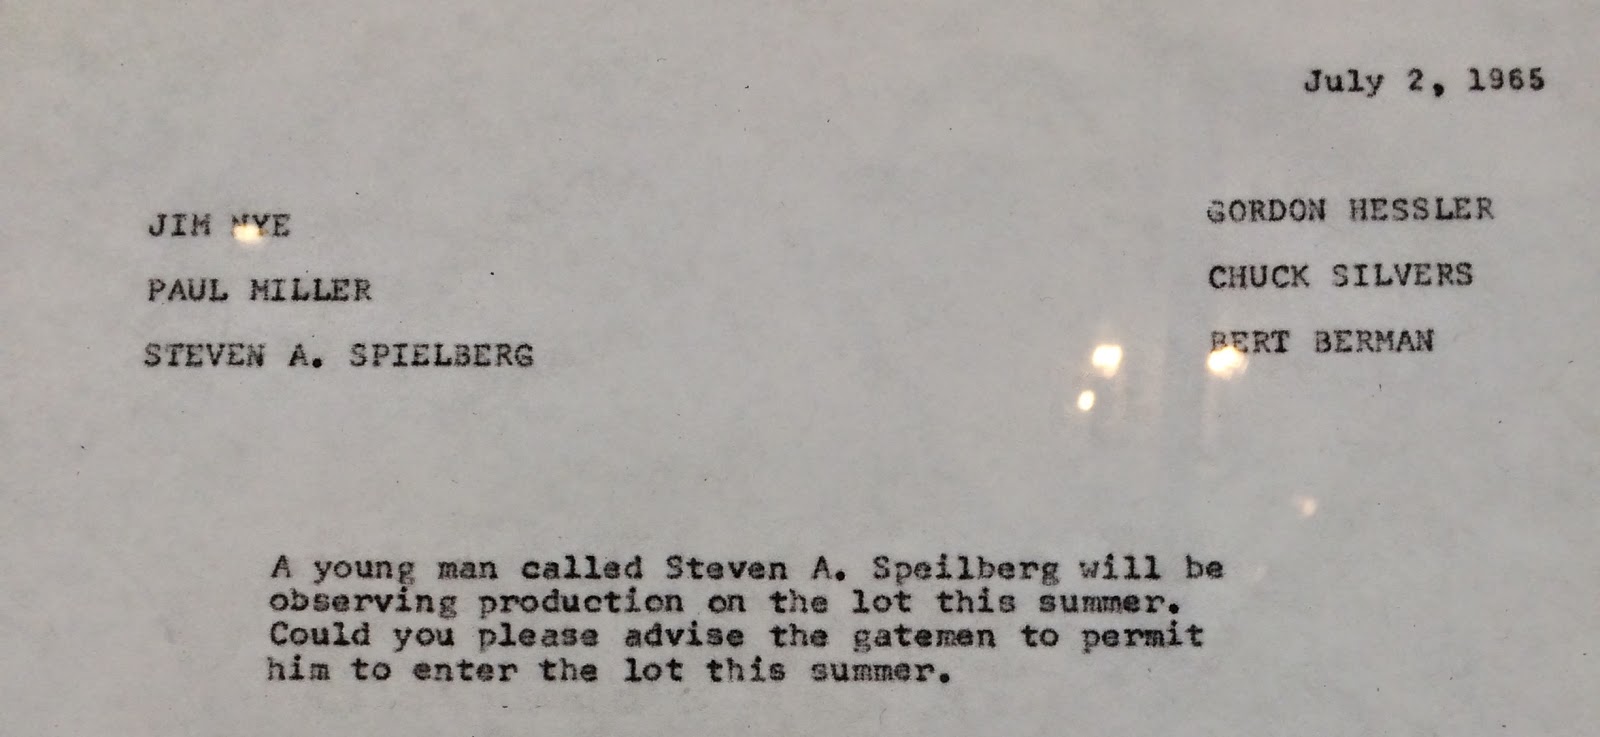 July 2, 1965
JIM NYE
GORDON HESSLER
PAUL MILLER
CHUCK SILVERS
STEVEN A. SPIELBERG
BERT BERMAN
A young man called Steven A. Speilberg will be
observing production on the lot this summer.
Could you please advise the gatemen to permit
him to enter the lot this summer.